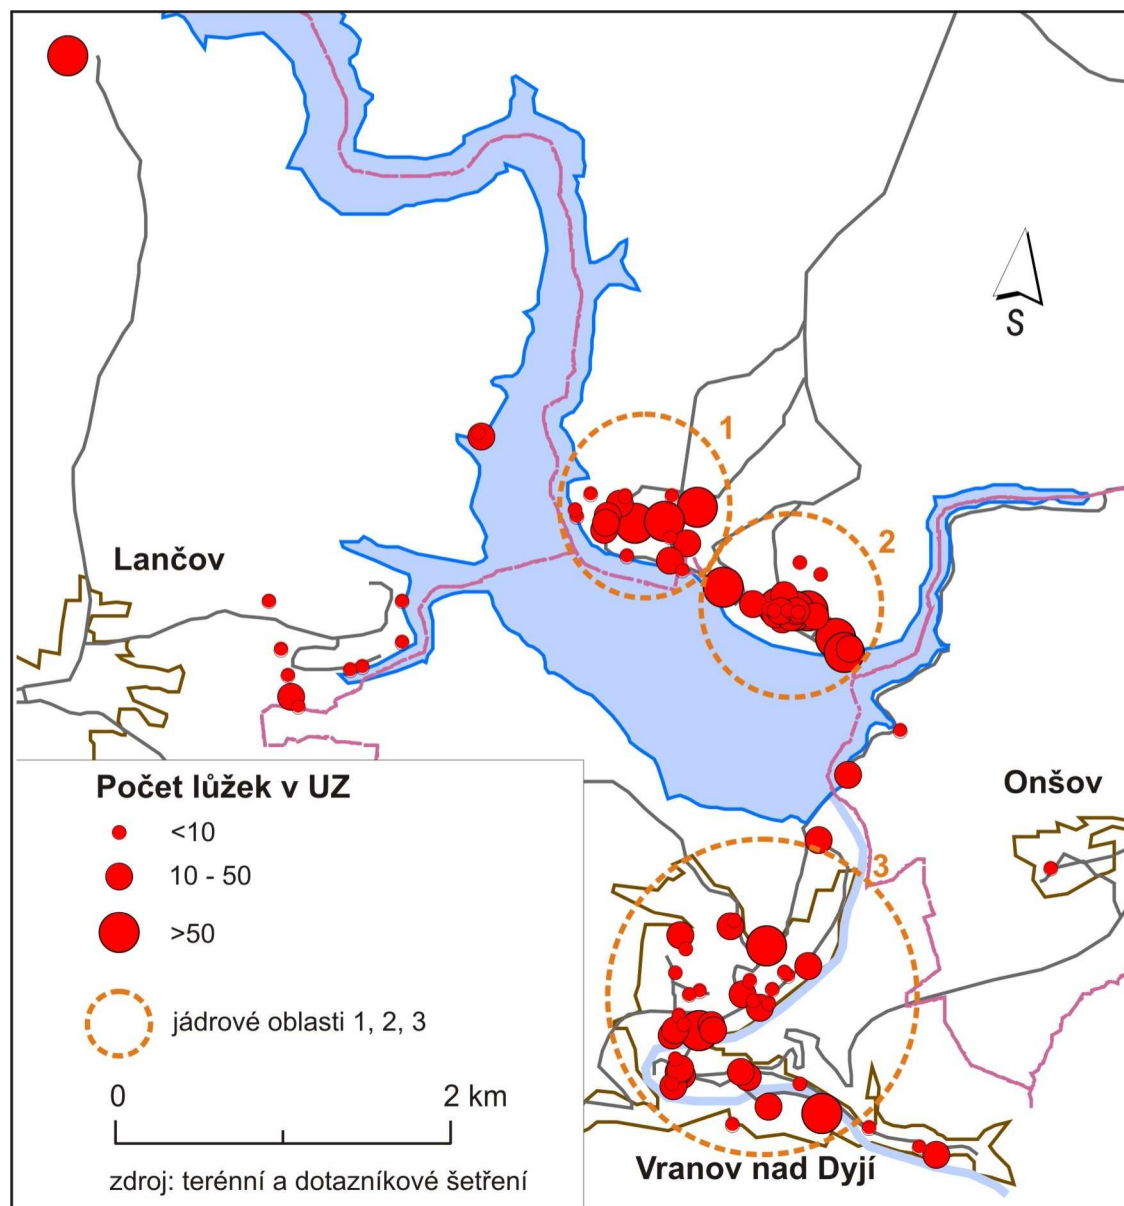 S
1
2
Lančov
Onšov
3
Vranov nad Dyjí
Počet lůžek v UZ
<10
10 - 50
>50
jádrové oblasti 1, 2, 3
0 2 km
zdroj: terénní a dotazníkové šetření